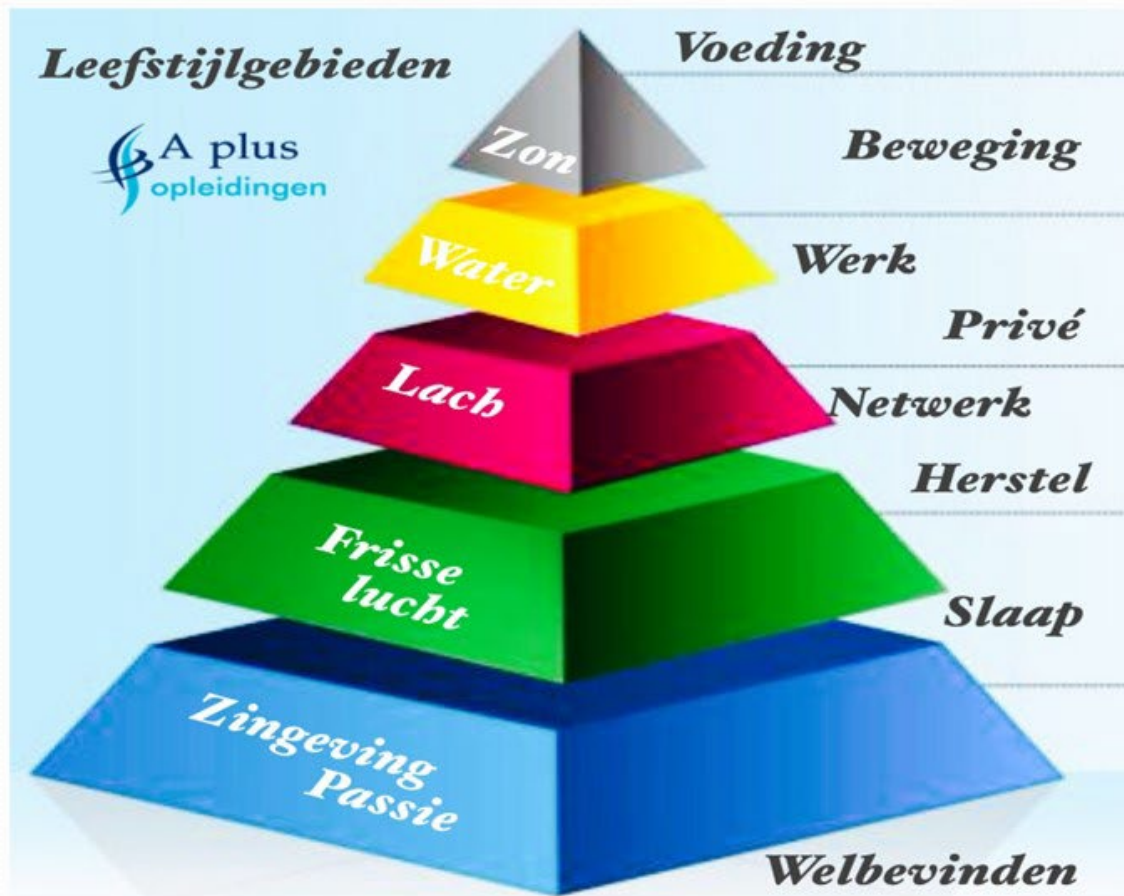 Leefstijlgebieden
A plus
opleidingen
Voeding
Beweging
Werk
Privé
Netwerk
Herstel
Slaap
Welbevinden
Zon
Water
Lach
Frisse
lucht
Zingeving
Passie